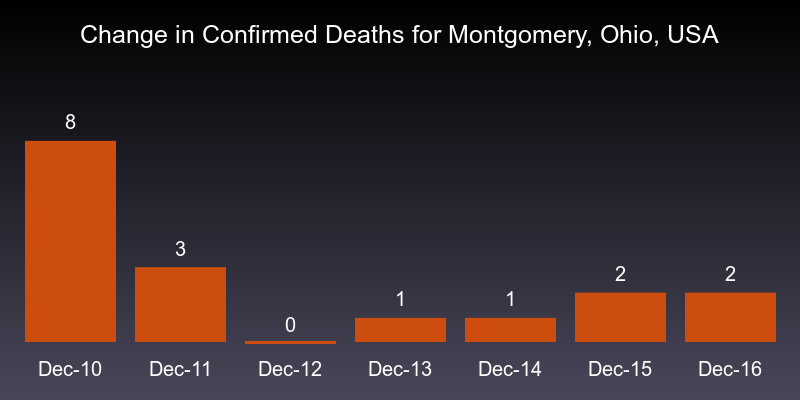 Change in Confirmed Deaths for Montgomery, Ohio, USA
8
3
0
1
1
2
2
Dec-10
Dec-11
Dec-12
Dec-13
Dec-14
Dec-15
Dec-16